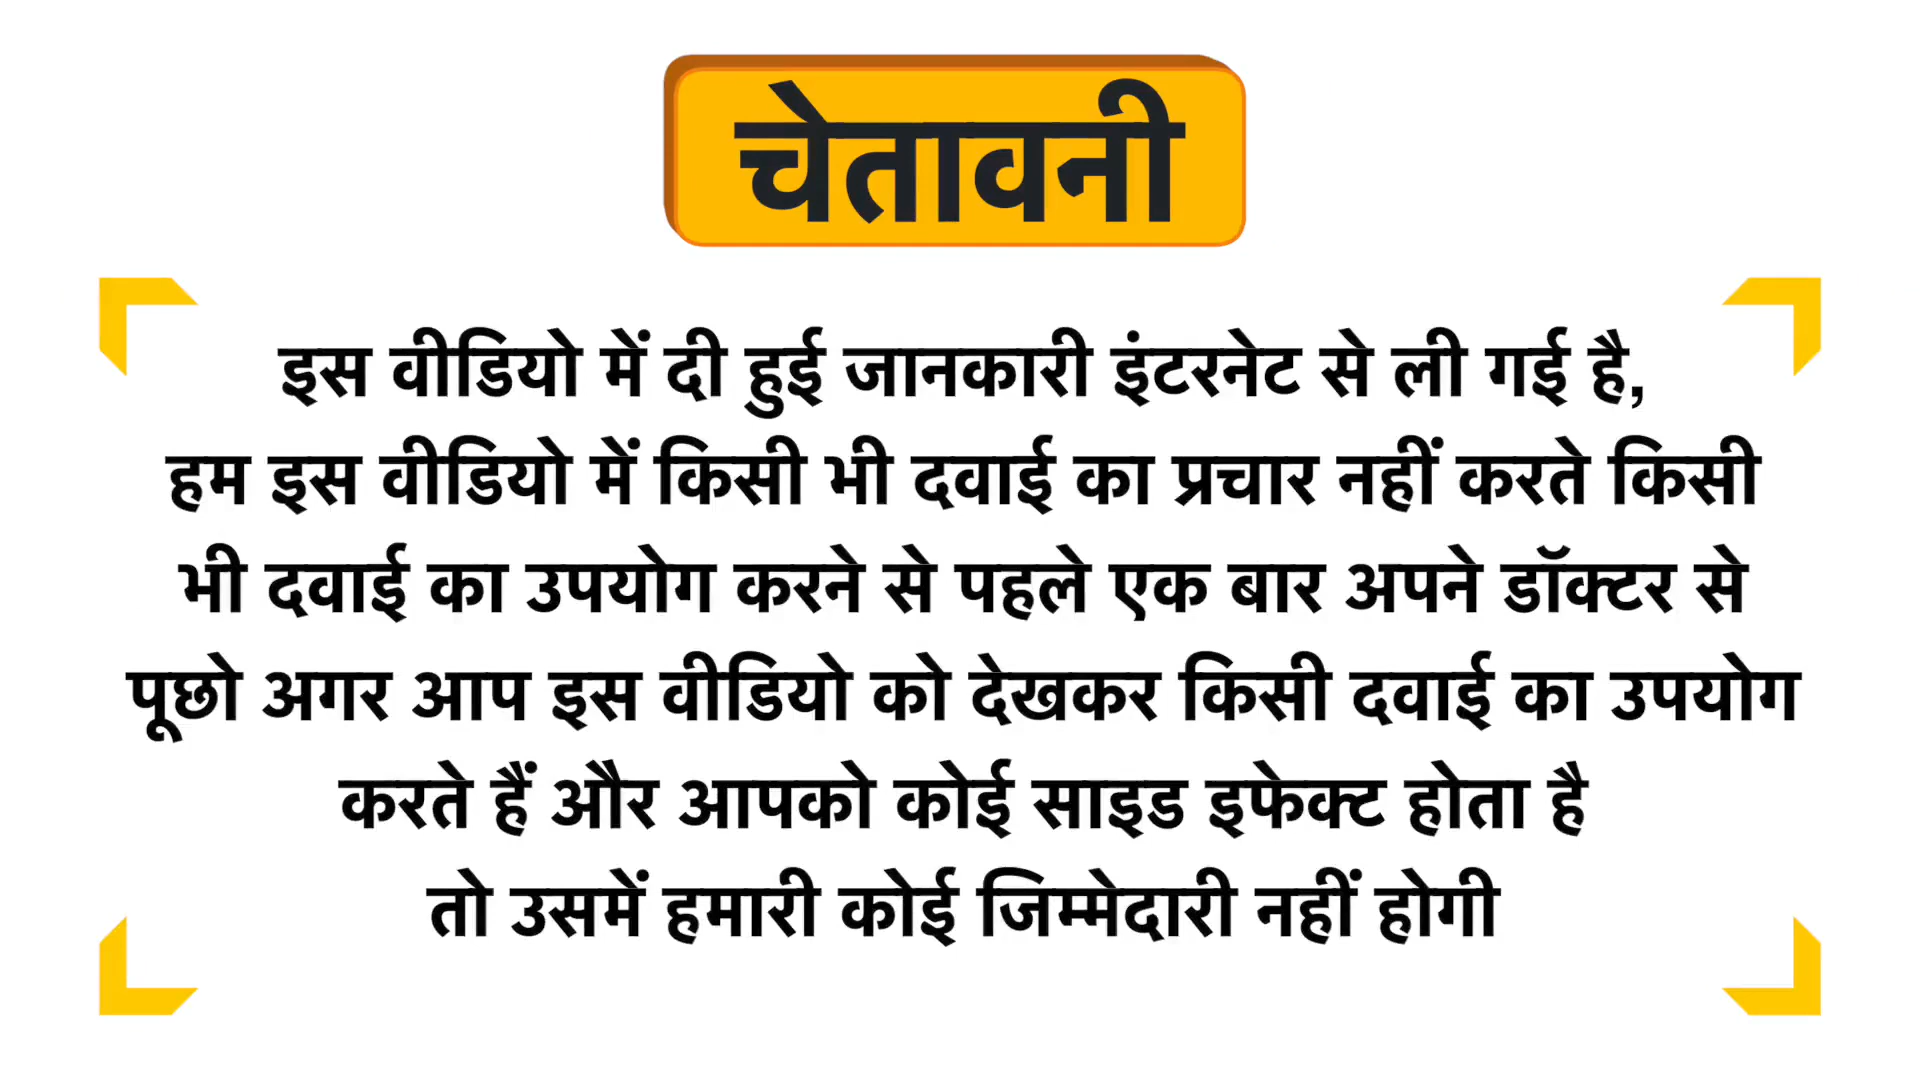 चेतावनी
इस वीडियो में दी हुई जानकारी इंटरनेट से ली गई है,
हम इस वीडियो में किसी भी दवाई का प्रचार नहीं करते किसी
भी दवाई का उपयोग करने से पहले एक बार अपने डॉक्टर से
पूछो अगर आप इस वीडियो को देखकर किसी दवाई का उपयोग
करते हैं और आपको कोई साइड इफेक्ट होता है
तो उसमें हमारी कोई जिम्मेदारी नहीं होगी